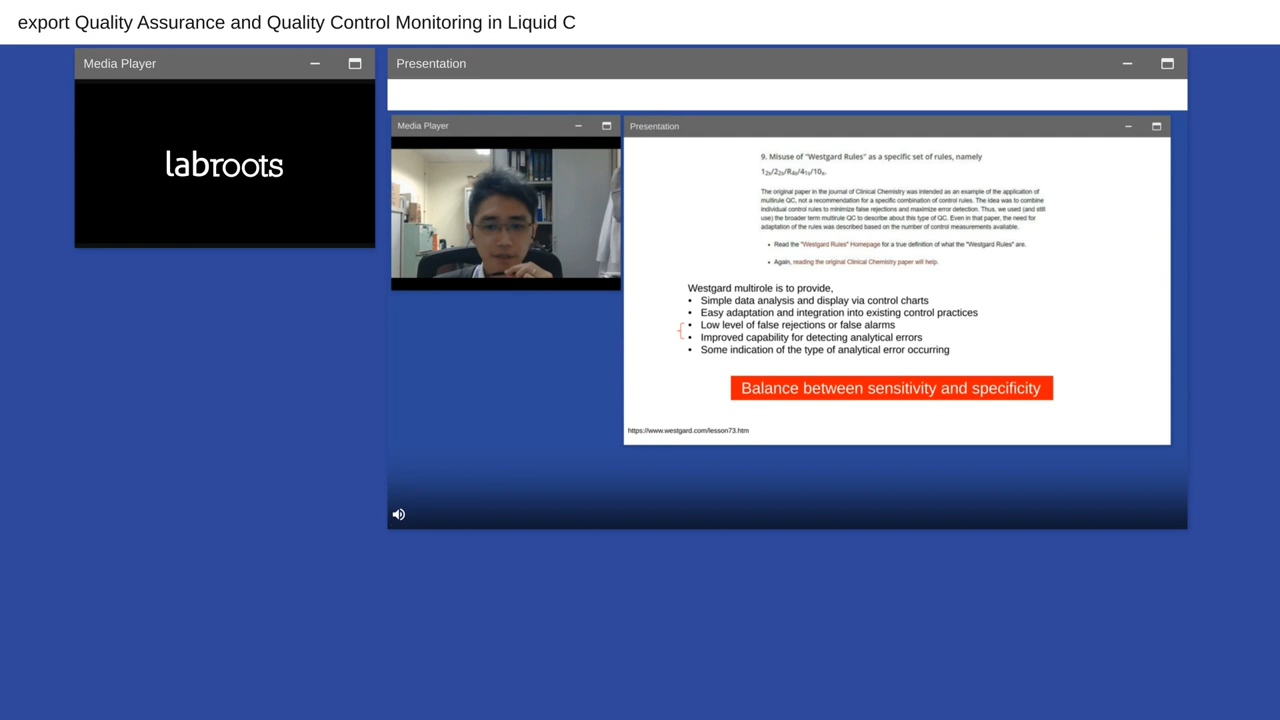 export Quality Assurance and Quality Control Monitoring in Liquid C
Media Player
labroots
Presentation
Media Player
Presentation
9. Misuse of "Westgard Rules" as a specific set of rules, namely
1₂ₛ/2₂ₛ/R₄ₛ/4₁ₛ/10ₓ.
The original paper in the journal of Clinical Chemistry was intended as an example of the application of
multirule QC, not a recommendation for a specific combination of control rules. The idea was to combine
individual control rules to minimize false rejections and maximize error detection. Thus, we used (and still
use) the broader term multirule QC to describe about this type of QC. Even in that paper, the need for
adaptation of the rules was described based on the number of control measurements available.
• Read the "Westgard Rules" Homepage for a true definition of what the "Westgard Rules" are.
• Again, reading the original Clinical Chemistry paper will help.
Westgard multirole is to provide,
• Simple data analysis and display via control charts
• Easy adaptation and integration into existing control practices
• Low level of false rejections or false alarms
• Improved capability for detecting analytical errors
• Some indication of the type of analytical error occurring
Balance between sensitivity and specificity
https://www.westgard.com/lesson73.htm